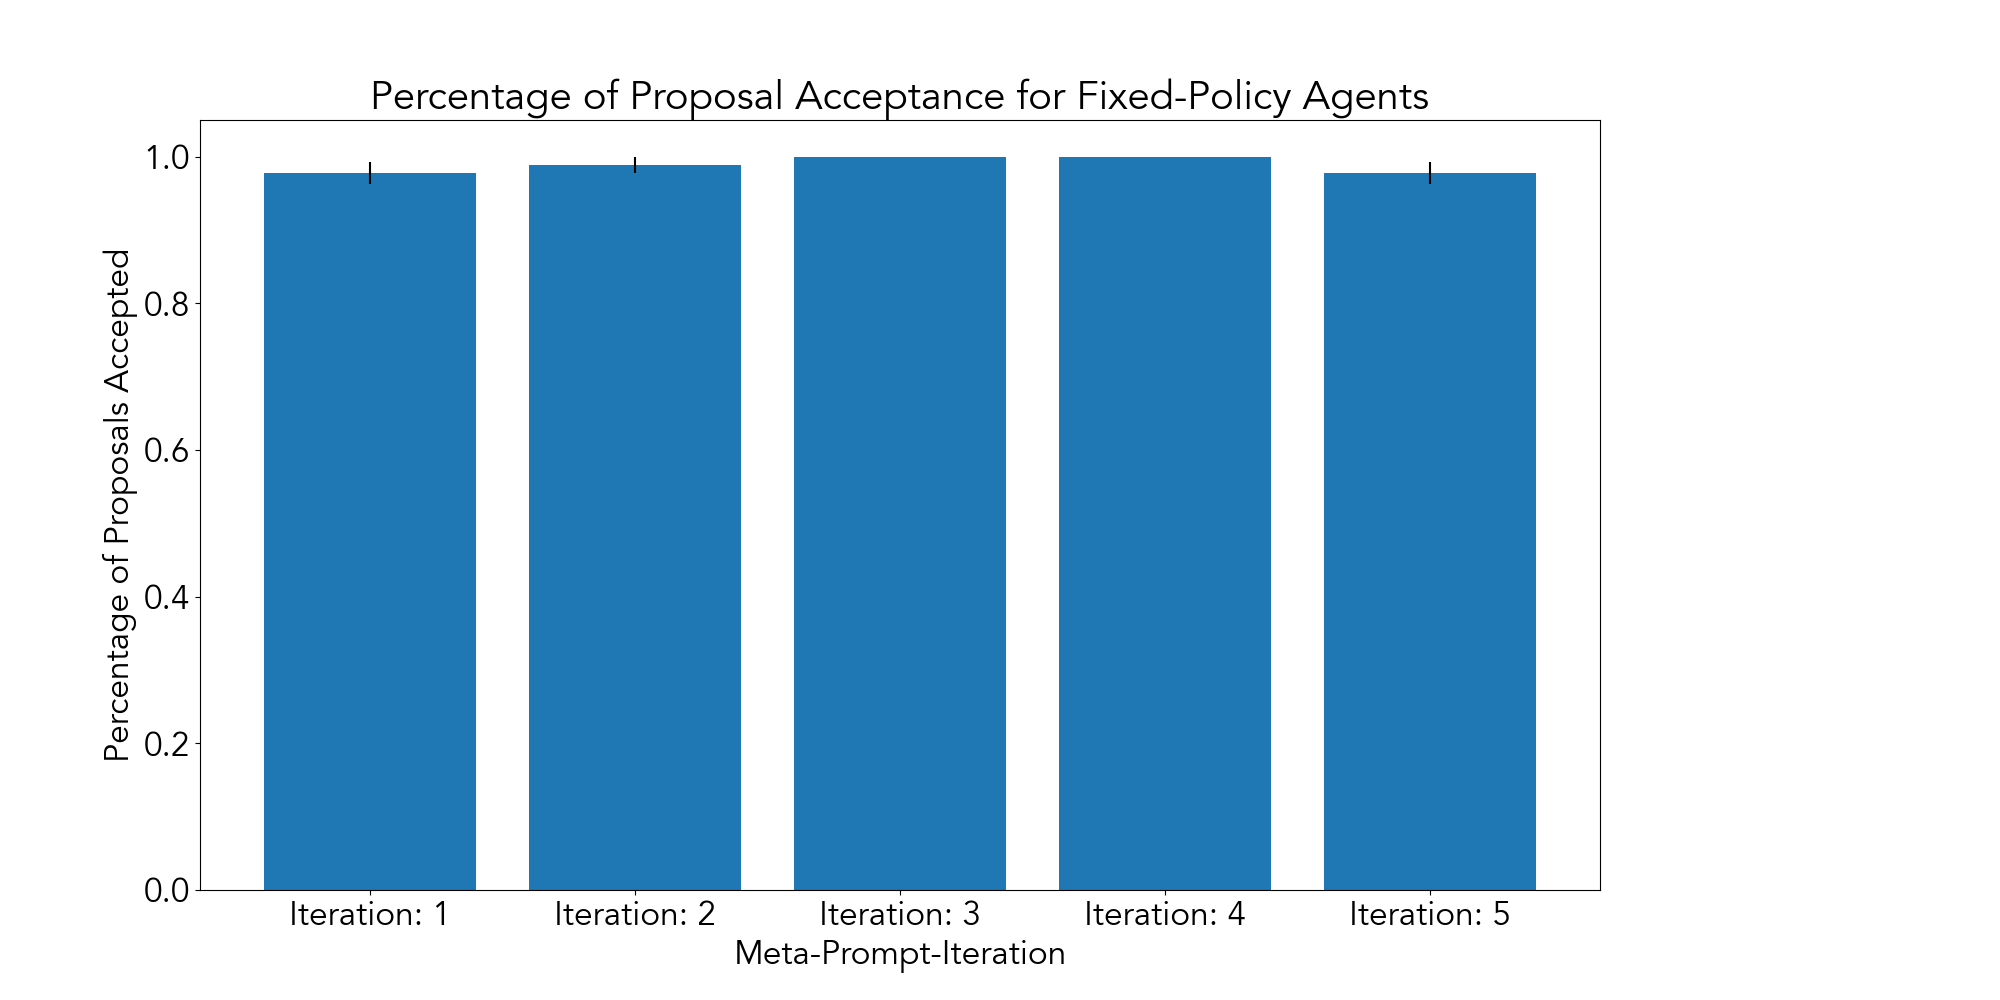 Percentage of Proposal Acceptance for Fixed-Policy Agents
Percentage of Proposals Accepted
1.0
0.8
0.6
0.4
0.2
0.0
Iteration: 1
Iteration: 2
Iteration: 3
Iteration: 4
Iteration: 5
Meta-Prompt-Iteration